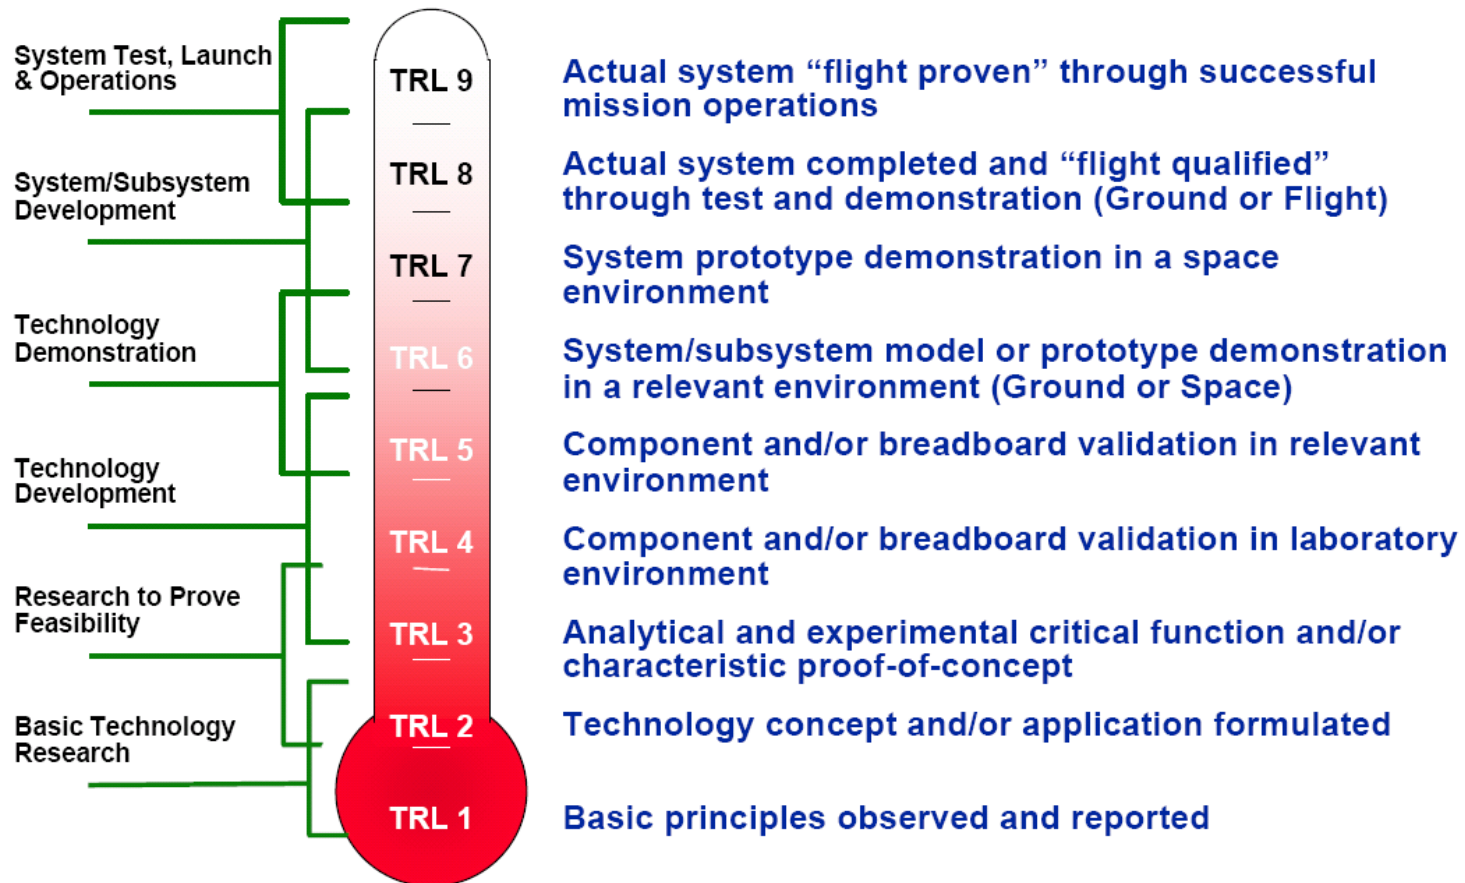 System Test, Launch
& Operations
System/Subsystem
Development
Technology
Demonstration
Technology
Development
Research to Prove
Feasibility
Basic Technology
Research
TRL 9
TRL 8
TRL 7
TRL 6
TRL 5
TRL 4
TRL 3
TRL 2
TRL 1
Actual system “flight proven” through successful
mission operations
Actual system completed and “flight qualified”
through test and demonstration (Ground or Flight)
System prototype demonstration in a space
environment
System/subsystem model or prototype demonstration
in a relevant environment (Ground or Space)
Component and/or breadboard validation in relevant
environment
Component and/or breadboard validation in laboratory
environment
Analytical and experimental critical function and/or
characteristic proof-of-concept
Technology concept and/or application formulated
Basic principles observed and reported